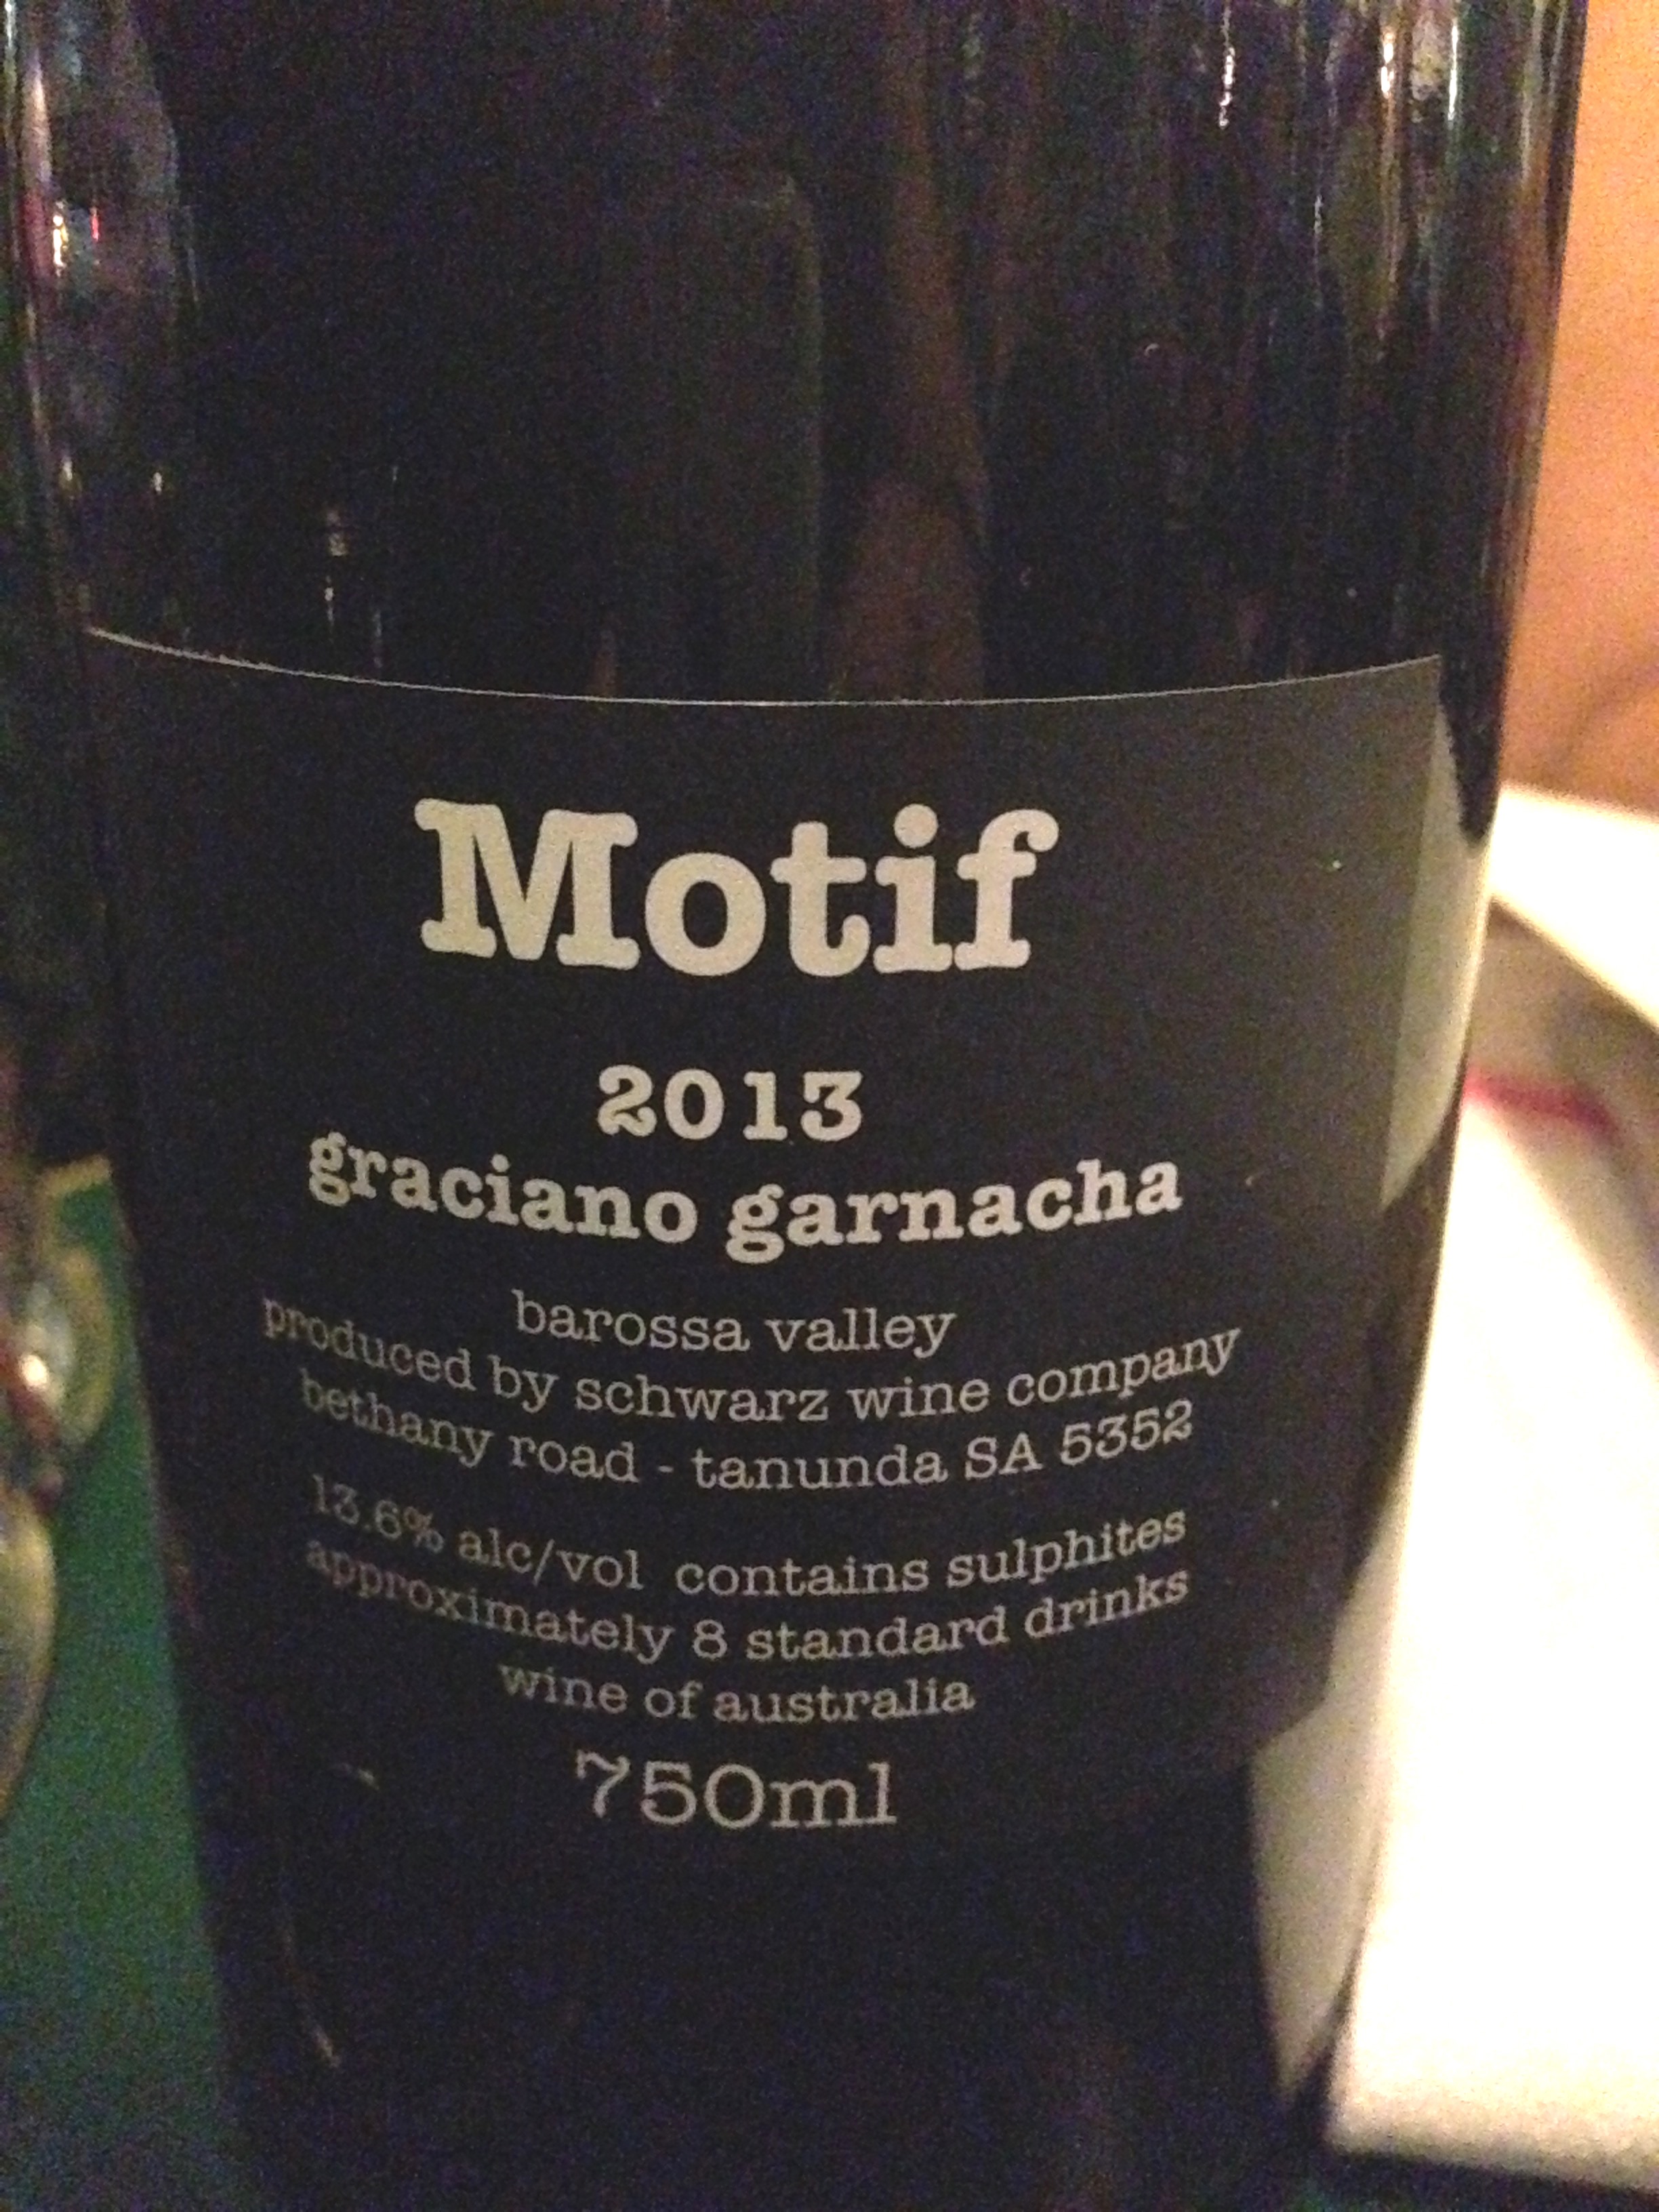 Motif
2013
graciano garnacha
barossa valley
produced by schwarz wine company
bethany road - tanunda SA 5352
13.6% alc/vol contains sulphites
approximately 8 standard drinks
wine of australia
750ml